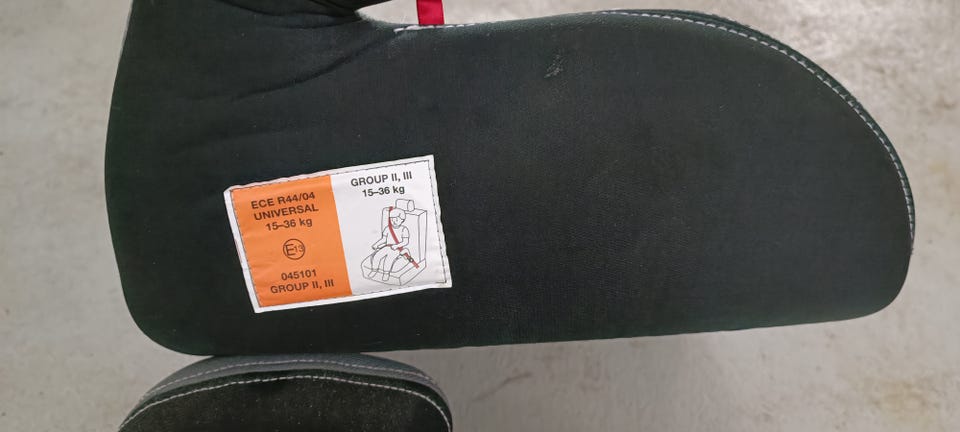 ECE R44/04
UNIVERSAL
15–36 kg
E13
045101
GROUP II, III
GROUP II, III
15–36 kg